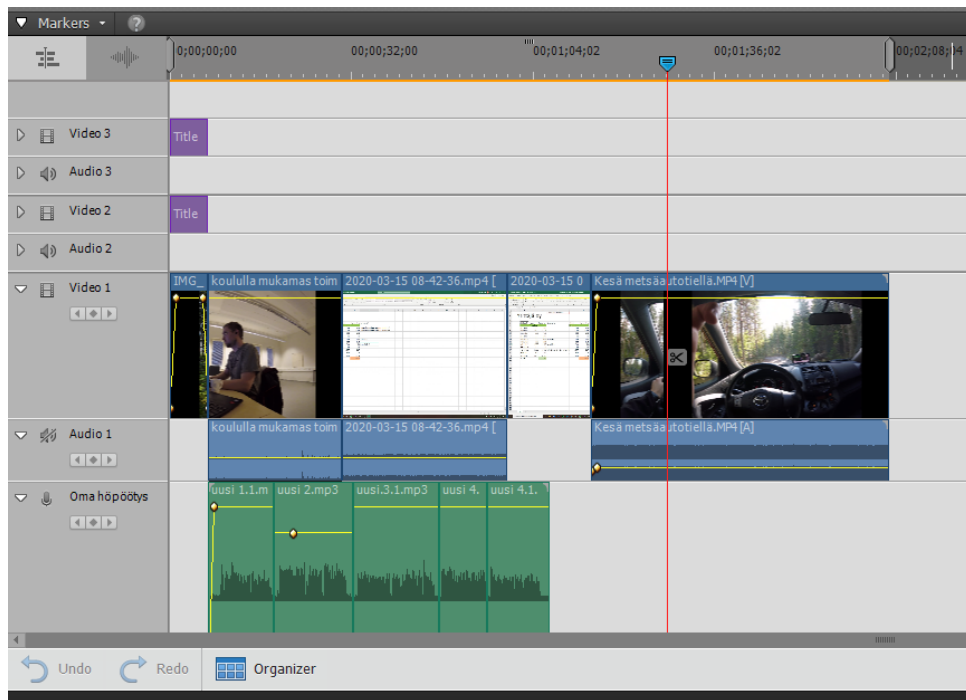 Markers
?
0;00;00;00 00;00;32;00 00;01;04;02 00;01;36;02 00;02;08;04
Video 3
Title
Audio 3
Video 2
Title
Audio 2
Video 1
IMG_ koululla mukamas toim 2020-03-15 08-42-36.mp4 [ 2020-03-15 0 Kesä metsäautotiellä.MP4 [V]
Audio 1
koululla mukamas toim 2020-03-15 08-42-36.mp4 [ Kesä metsäautotiellä.MP4 [A]
Oma höpöötys
uusi 1.1.m uusi 2.mp3 uusi.3.1.mp3 uusi 4. uusi 4.1.
Undo Redo Organizer